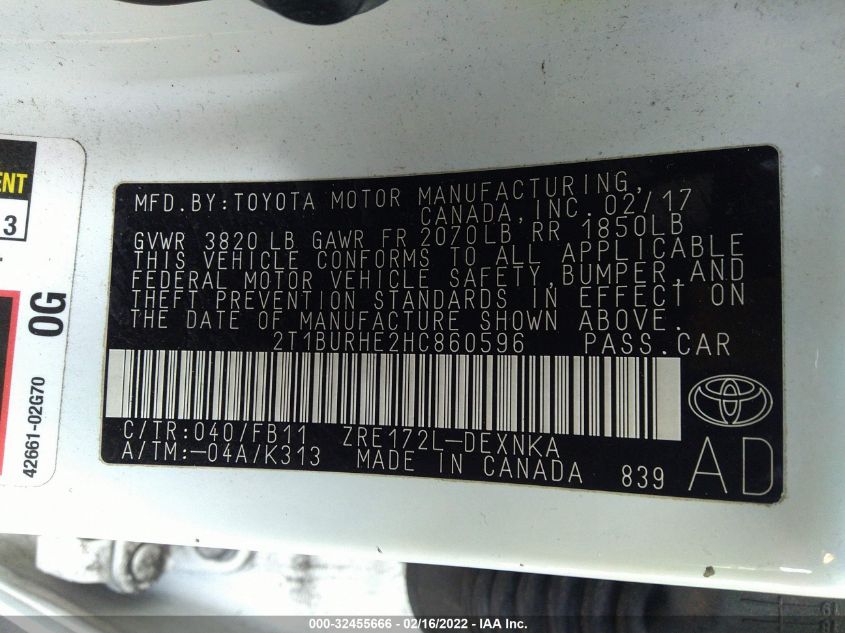 MFD.BY:TOYOTA MOTOR MANUFACTURING,
CANADA,INC. 02/17
GVWR 3820LB GAWR FR 2070LB RR 1850LB
THIS VEHICLE CONFORMS TO ALL APPLICABLE
FEDERAL MOTOR VEHICLE SAFETY,BUMPER,AND
THEFT PREVENTION STANDARDS IN EFFECT ON
THE DATE OF MANUFACTURE SHOWN ABOVE.
2T1BURHE2HC860596 PASS.CAR
C/TR:040/FB11 ZRE172L-DEXNKA
A/TM:-04A/K313 MADE IN CANADA 839
AD
ENT
3
OG
42661-02G70
000-32455666 - 02/16/2022 - IAA Inc.